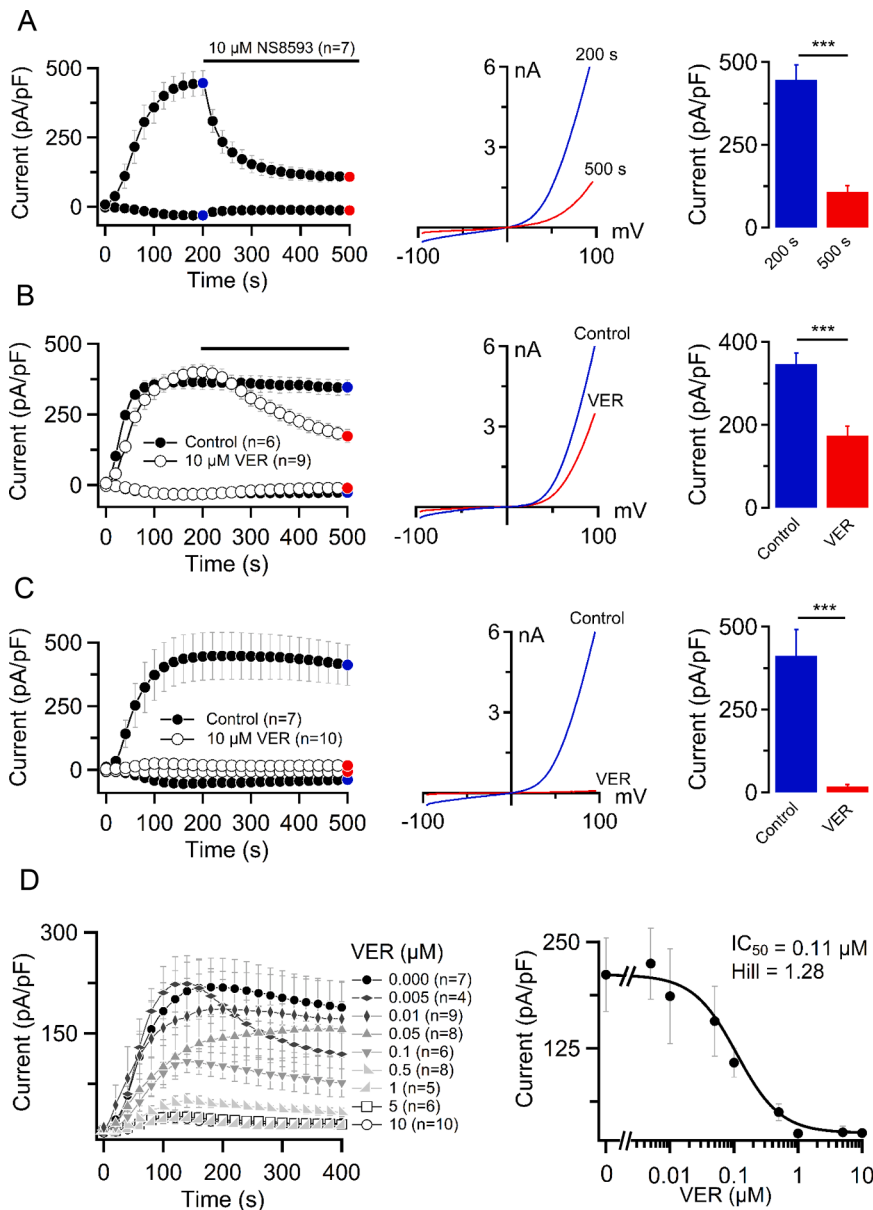 A
10 µM NS8593 (n=7)
Current (pA/pF)
500
250
0
0 100 200 300 400 500
Time (s)
6
nA
3
200 s
500 s
-100
mV
100
Current (pA/pF)
500
250
0
***
200 s
500 s
B
Current (pA/pF)
500
250
0
Control (n=6)
10 µM VER (n=9)
0 100 200 300 400 500
Time (s)
6
nA
3
Control
VER
-100
mV
100
Current (pA/pF)
400
200
0
***
Control
VER
C
Current (pA/pF)
500
250
0
Control (n=7)
10 µM VER (n=10)
0 100 200 300 400 500
Time (s)
6
nA
3
Control
VER
-100
mV
100
Current (pA/pF)
500
250
0
***
Control
VER
D
Current (pA/pF)
300
150
0 100 200 300 400
Time (s)
VER (µM)
0.000 (n=7)
0.005 (n=4)
0.01 (n=9)
0.05 (n=8)
0.1 (n=6)
0.5 (n=8)
1 (n=5)
5 (n=6)
10 (n=10)
Current (pA/pF)
250
125
IC50 = 0.11 µM
Hill = 1.28
0 0.01 0.1 1 10
VER (µM)